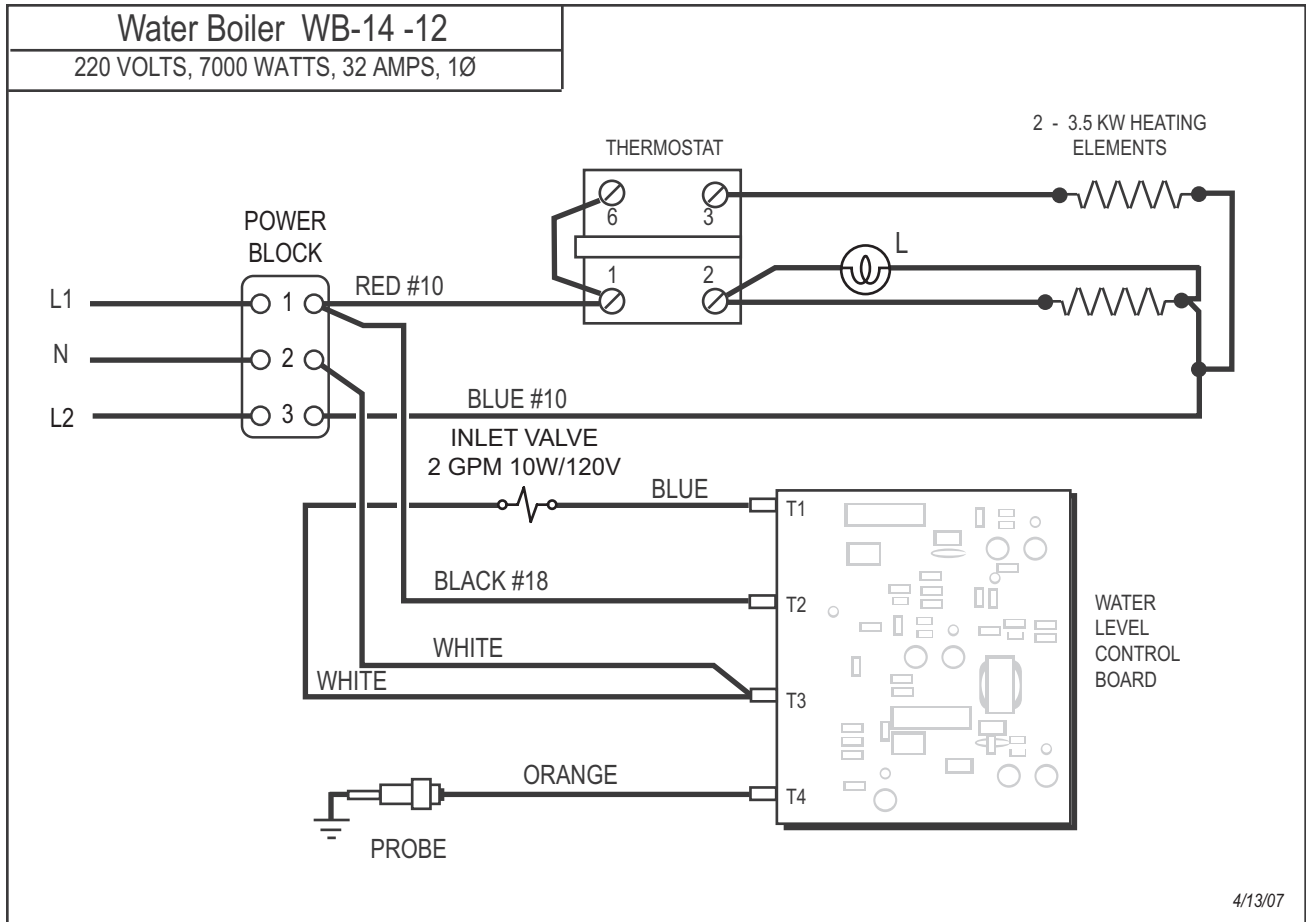 Water Boiler WB-14 -12
220 VOLTS, 7000 WATTS, 32 AMPS, 1Ø
2 - 3.5 KW HEATING
ELEMENTS
THERMOSTAT
6
3
1
2
L
POWER
BLOCK
L1
1
RED #10
N
2
L2
3
BLUE #10
INLET VALVE
2 GPM 10W/120V
BLUE
T1
BLACK #18
T2
WHITE
WHITE
T3
ORANGE
T4
PROBE
WATER
LEVEL
CONTROL
BOARD
4/13/07